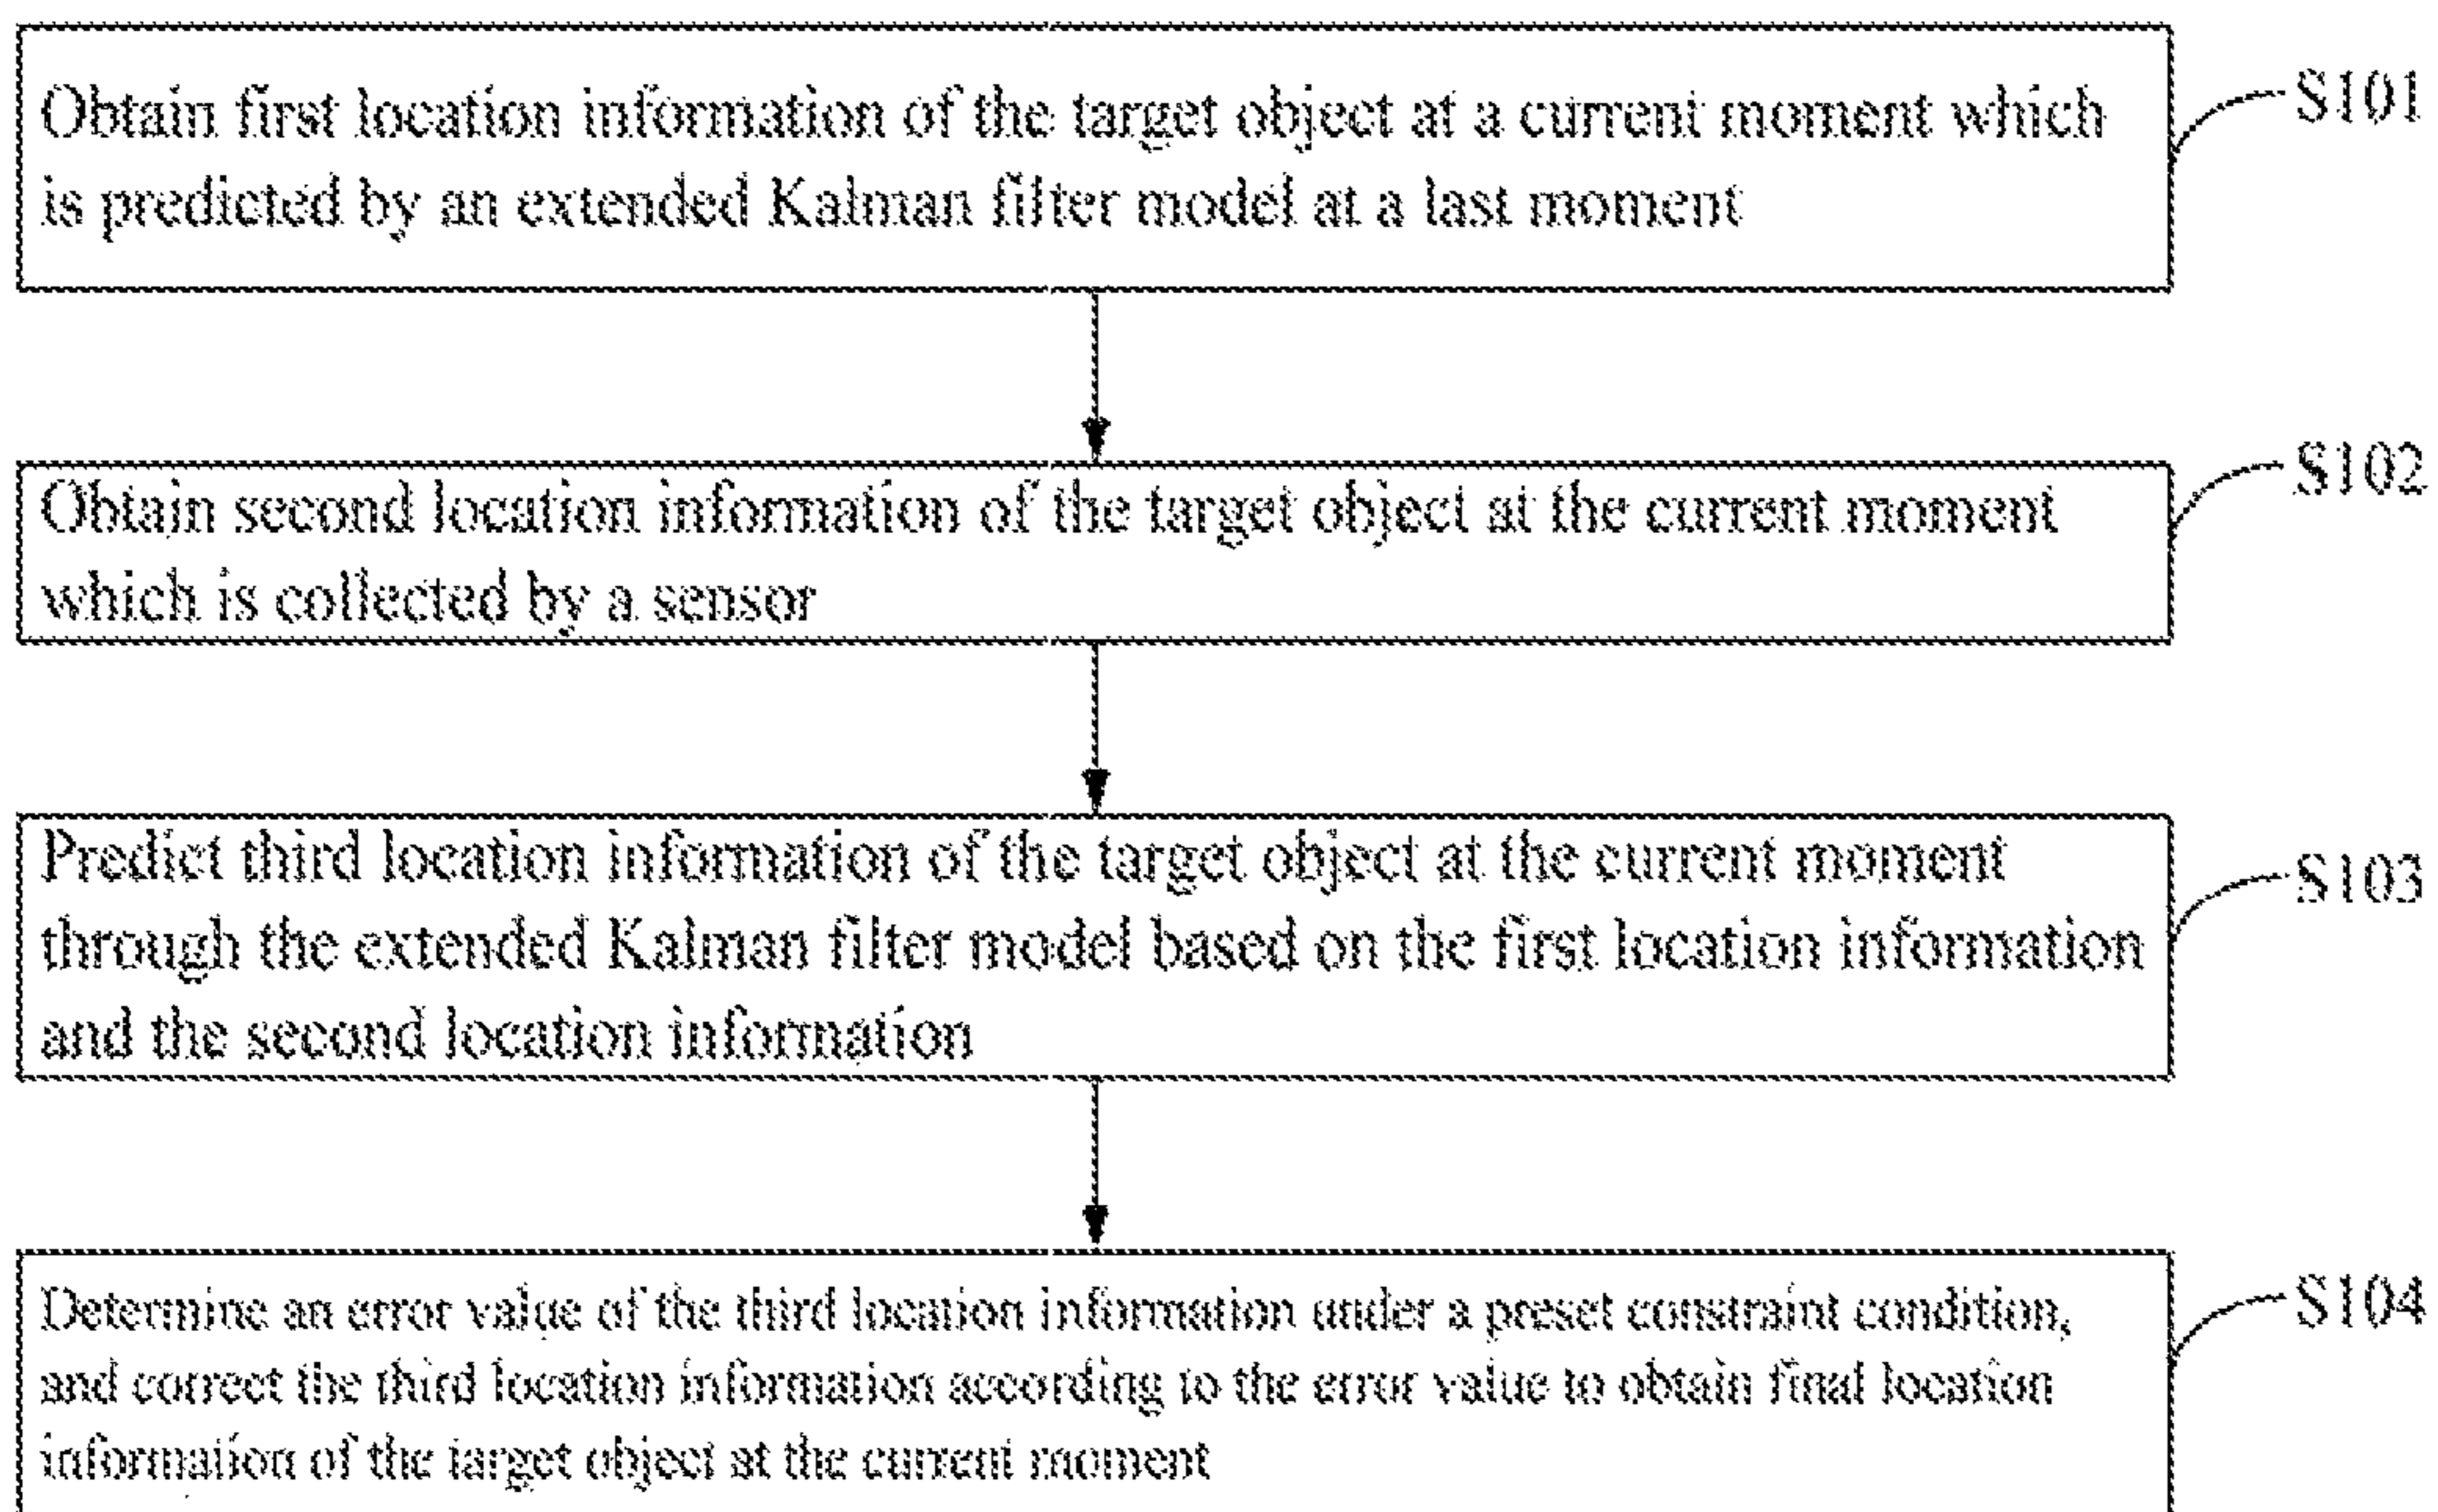 Obtain first location information of the target object at a current moment which
is predicted by an extended Kalman filter model at a last moment
S101
Obtain second location information of the target object at the current moment
which is collected by a sensor
S102
Predict third location information of the target object at the current moment
through the extended Kalman filter model based on the first location information
and the second location information
S103
Determine an error value of the third location information under a preset constraint condition,
and correct the third location information according to the error value to obtain final location
information of the target object at the current moment
S104